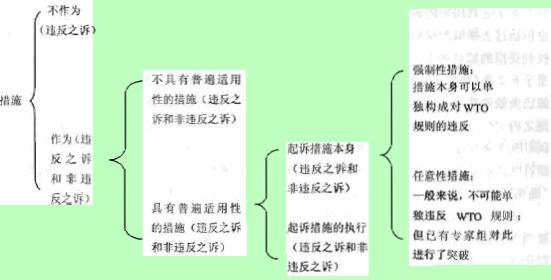 措施
不作为
（违反之诉）
作为（违
反之诉
和非违
反之诉）
不具有普遍适用
性的措施（违反之
诉和非违反之诉）
具有普遍适用性
的措施（违反之诉
和非违反之诉）
起诉措施本身
（违反之诉和
非违反之诉）
起诉措施的执行
（违反之诉和非
违反之诉）
强制性措施：
措施本身可以单
独构成对WTO
规则的违反
任意性措施：
一般来说，不可能单
独违反 WTO 规则；
但已有专家组对此
进行了突破